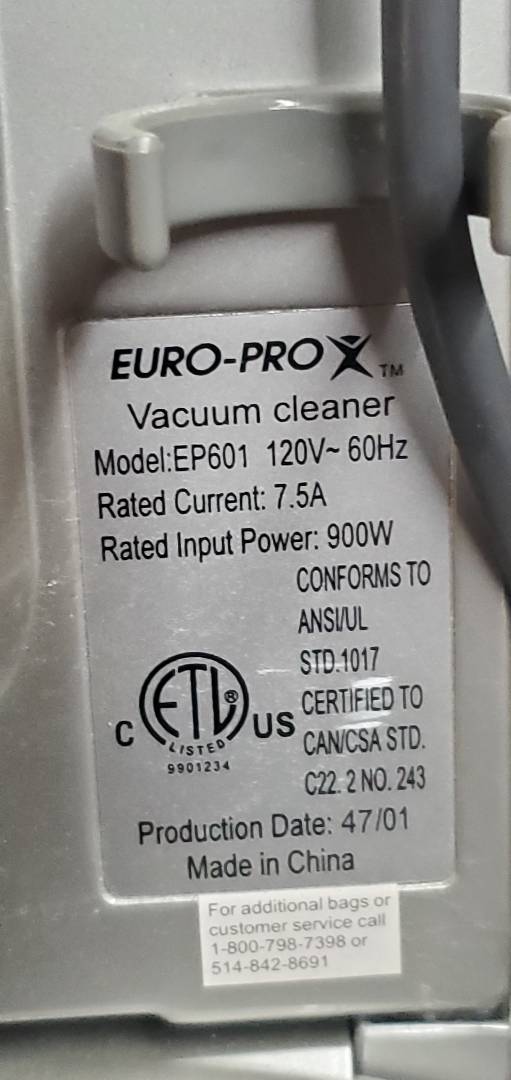 EURO-PRO X TM
Vacuum cleaner
Model:EP601 120V~ 60Hz
Rated Current: 7.5A
Rated Input Power: 900W
CONFORMS TO
ANSI/UL
STD.1017
CERTIFIED TO
CAN/CSA STD.
C22. 2 NO. 243
C ETL ® US
LISTED
9901234
Production Date: 47/01
Made in China
For additional bags or
customer service call
1-800-798-7398 or
514-842-8691